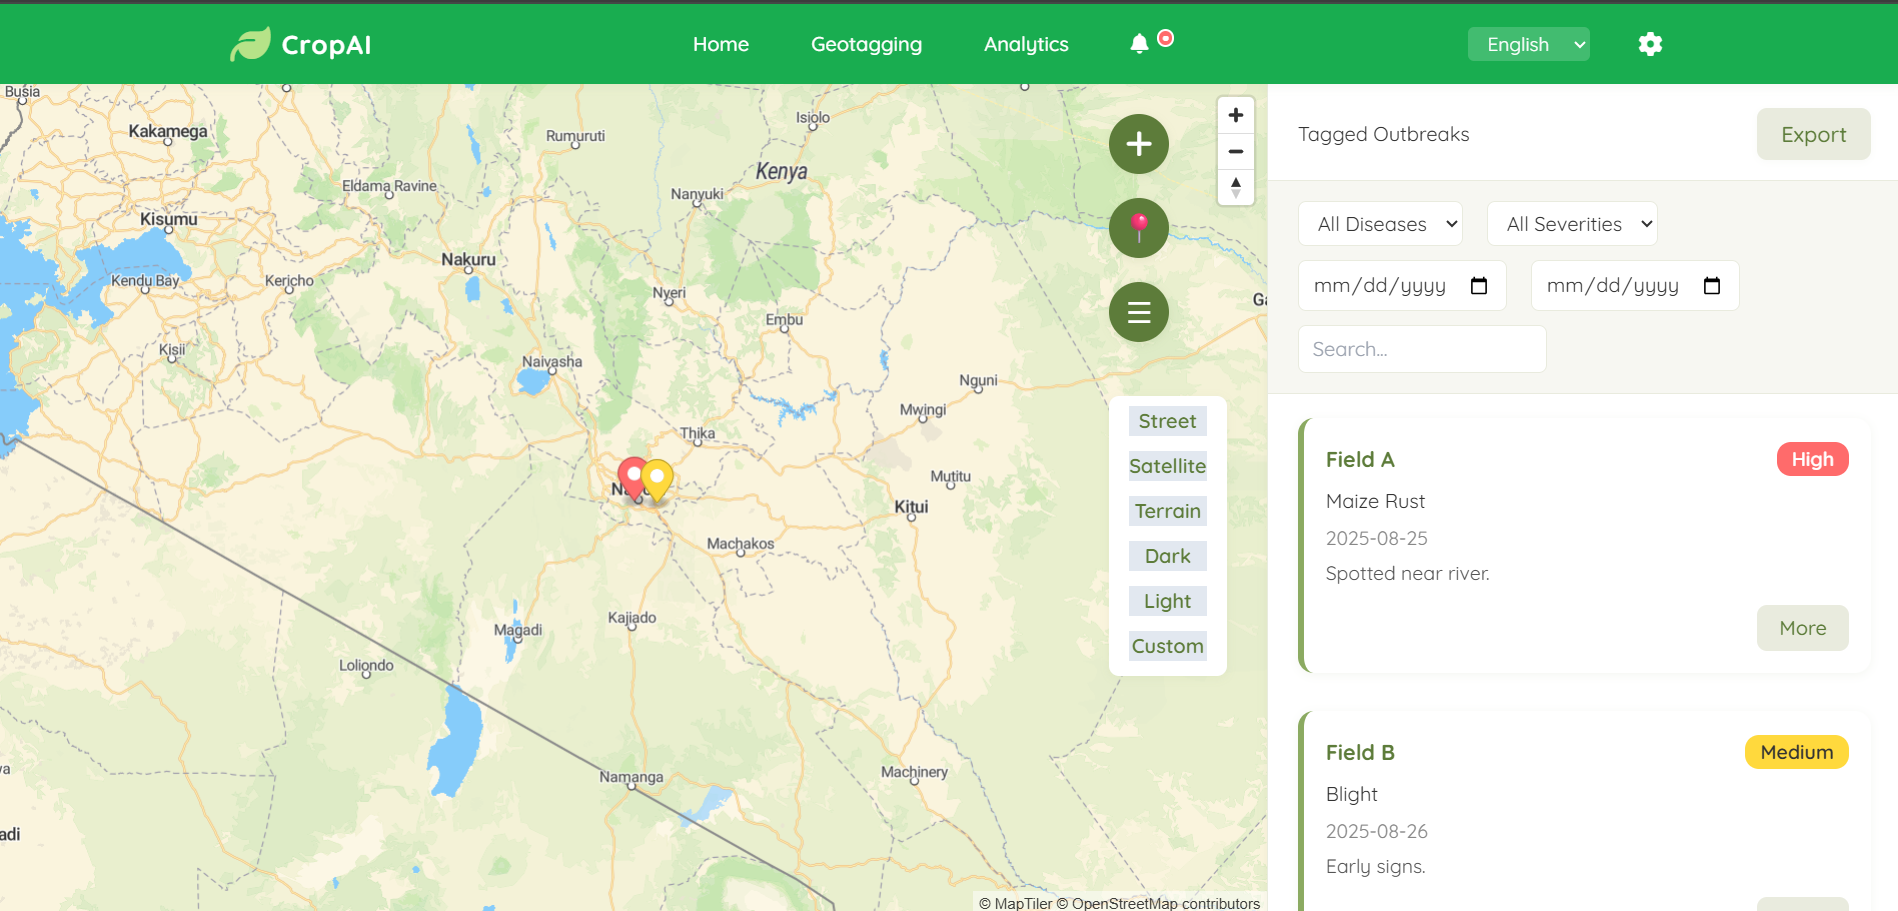 CropAI
Home
Geotagging
Analytics
English
Busia
Kakamega
Rumuruti
Isiolo
Kenya
Eldama Ravine
Nanyuki
Kisumu
Nakuru
Kendu Bay
Kericho
Nyeri
Embu
Kisii
Naivasha
Nguni
Mwingi
Thika
Mutitu
Kitui
Machakos
Kajiado
Magadi
Loliondo
Namanga
Machinery
Street
Satellite
Terrain
Dark
Light
Custom
© MapTiler © OpenStreetMap contributors
Tagged Outbreaks
Export
All Diseases
All Severities
mm/dd/yyyy
mm/dd/yyyy
Search...
Field A
High
Maize Rust
2025-08-25
Spotted near river.
More
Field B
Medium
Blight
2025-08-26
Early signs.